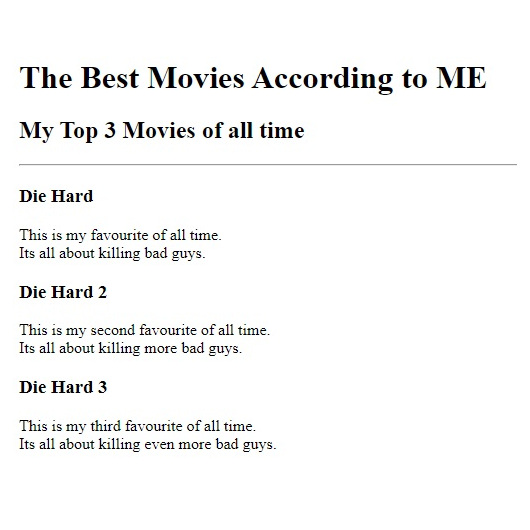 The Best Movies According to ME
My Top 3 Movies of all time
Die Hard
This is my favourite of all time.
Its all about killing bad guys.
Die Hard 2
This is my second favourite of all time.
Its all about killing more bad guys.
Die Hard 3
This is my third favourite of all time.
Its all about killing even more bad guys.